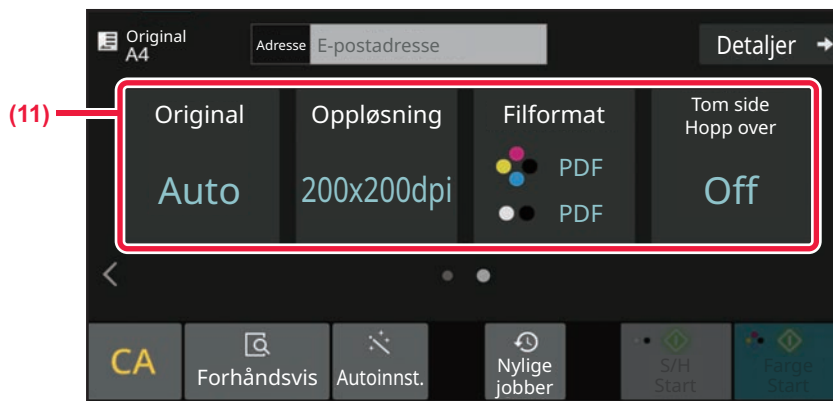 Original
A4
Adresse E-postadresse
Detaljer
(11)
Original
Oppløsning
Filformat
Tom side
Hopp over
Auto
200x200dpi
PDF
PDF
Off
CA
Forhåndsvis
Autoinnst.
Nylige
jobber
S/H
Start
Farge
Start